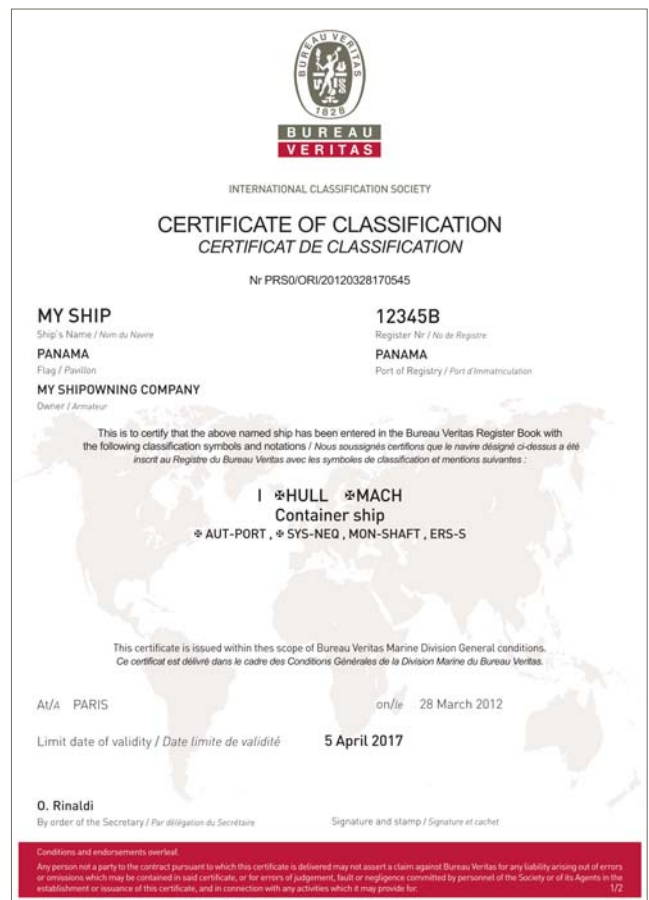 BUREAU VERITAS
1828
BUREAU
VERITAS
INTERNATIONAL CLASSIFICATION SOCIETY
CERTIFICATE OF CLASSIFICATION
CERTIFICAT DE CLASSIFICATION
Nr PRS0/ORI/20120328170545
MY SHIP
Ship's Name / Nom du Navire
12345B
Register Nr / No de Registre
PANAMA
Flag / Pavillon
PANAMA
Port of Registry / Port d'Immatriculation
MY SHIPOWNING COMPANY
Owner / Armateur
This is to certify that the above named ship has been entered in the Bureau Veritas Register Book with
the following classification symbols and notations / Nous soussignés certifions que le navire désigné ci-dessus a été
inscrit au Registre du Bureau Veritas avec les symboles de classification et mentions suivantes :
I ✠HULL ✠MACH
Container ship
✠ AUT-PORT , ✠ SYS-NEQ , MON-SHAFT , ERS-S
This certificate is issued within thes scope of Bureau Veritas Marine Division General conditions.
Ce certificat est délivré dans le cadre des Conditions Générales de la Division Marine du Bureau Veritas.
At/A PARIS on/le 28 March 2012
Limit date of validity / Date limite de validité 5 April 2017
O. Rinaldi
By order of the Secretary / Par délégation du Secrétaire
Signature and stamp / Signature et cachet
Conditions and endorsements overleaf.
Any person not a party to the contract pursuant to which this certificate is delivered may not assert a claim against Bureau Veritas for any liability arising out of errors
or omissions which may be contained in said certificate, or for errors of judgement, fault or negligence committed by personnel of the Society or of its Agents in the
establishment or issuance of this certificate, and in connection with any activities which it may provide for. 1/2